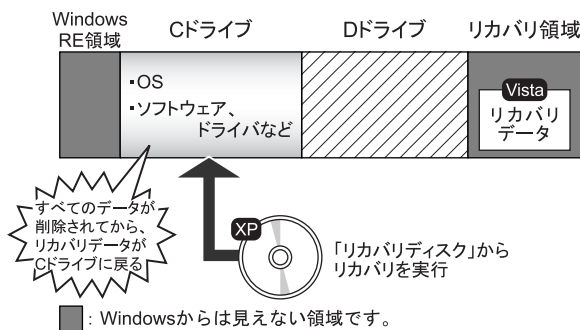 Windows
RE領域
Cドライブ
Dドライブ
リカバリ領域
・OS
・ソフトウェア、
ドライバなど
Vista
リカバリ
データ
すべてのデータが
削除されてから、
リカバリデータが
Cドライブに戻る
XP
「リカバリディスク」から
リカバリを実行
: Windowsからは見えない領域です。